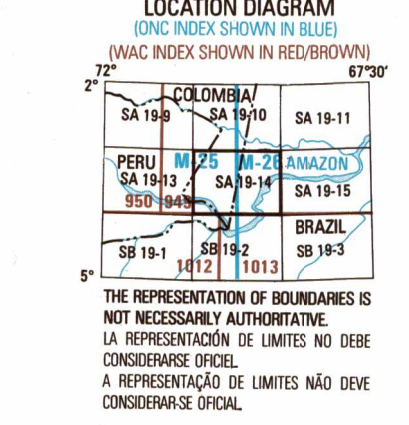 LOCATION DIAGRAM
(ONC INDEX SHOWN IN BLUE)
(WAC INDEX SHOWN IN RED/BROWN)
72° 67°30'
2°
COLOMBIA
SA 19-9 SA 19-10 SA 19-11
PERU M-25 M-26 AMAZON
SA 19-13 SA 19-14 SA 19-15
950 949
BRAZIL
SB 19-1 SB 19-2 SB 19-3
1012 1013
5°
THE REPRESENTATION OF BOUNDARIES IS
NOT NECESSARILY AUTHORITATIVE.
LA REPRESENTACIÓN DE LIMITES NO DEBE
CONSIDERARSE OFICIEL
A REPRESENTAÇÃO DE LIMITES NÃO DEVE
CONSIDERAR-SE OFICIAL